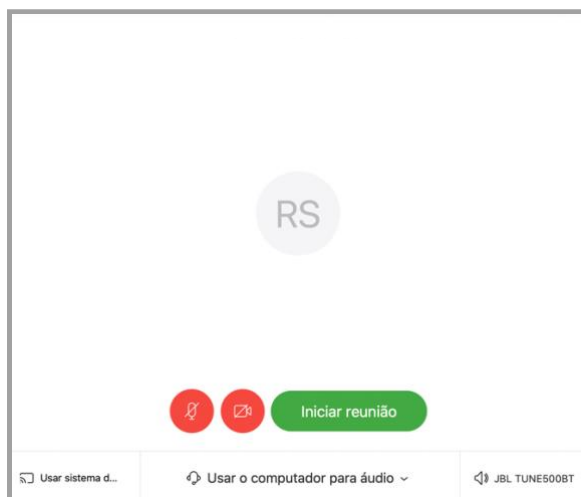 RS
Iniciar reunião
Usar sistema d...
Usar o computador para áudio
JBL TUNE500BT